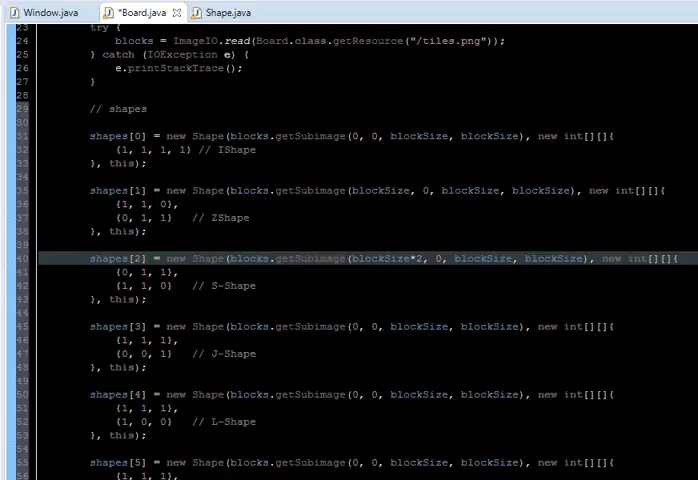 Window.java *Board.java Shape.java
23 try {
24 blocks = ImageIO.read(Board.class.getResource("/tiles.png"));
25 } catch (IOException e) {
26 e.printStackTrace();
27 }
28
29 // shapes
30
31 shapes[0] = new Shape(blocks.getSubimage(0, 0, blockSize, blockSize), new int[][]{
32 {1, 1, 1, 1} // IShape
33 }, this);
34
35 shapes[1] = new Shape(blocks.getSubimage(blockSize, 0, blockSize, blockSize), new int[][]{
36 {1, 1, 0},
37 {0, 1, 1} // ZShape
38 }, this);
39
40 shapes[2] = new Shape(blocks.getSubimage(blockSize*2, 0, blockSize, blockSize), new int[][]{
41 {0, 1, 1},
42 {1, 1, 0} // S-Shape
43 }, this);
44
45 shapes[3] = new Shape(blocks.getSubimage(0, 0, blockSize, blockSize), new int[][]{
46 {1, 1, 1},
47 {0, 0, 1} // J-Shape
48 }, this);
49
50 shapes[4] = new Shape(blocks.getSubimage(0, 0, blockSize, blockSize), new int[][]{
51 {1, 1, 1},
52 {1, 0, 0} // L-Shape
53 }, this);
54
55 shapes[5] = new Shape(blocks.getSubimage(0, 0, blockSize, blockSize), new int[][]{
56 {1, 1, 1},